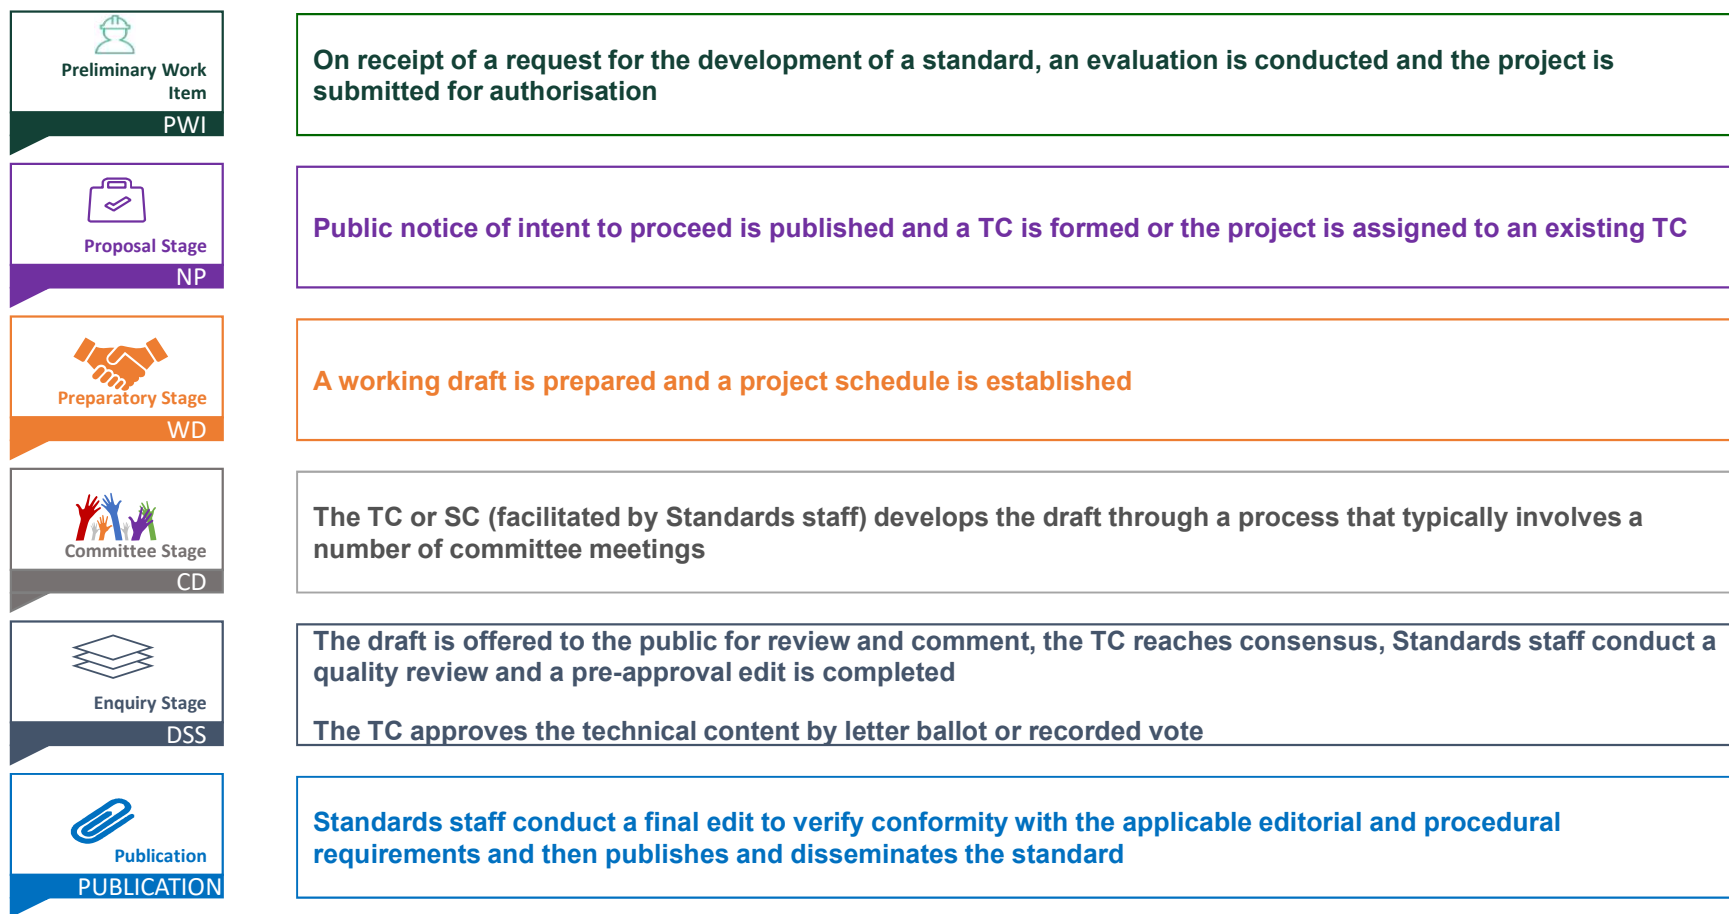 Preliminary Work
Item
PWI
On receipt of a request for the development of a standard, an evaluation is conducted and the project is
submitted for authorisation
Proposal Stage
NP
Public notice of intent to proceed is published and a TC is formed or the project is assigned to an existing TC
Preparatory Stage
WD
A working draft is prepared and a project schedule is established
Committee Stage
CD
The TC or SC (facilitated by Standards staff) develops the draft through a process that typically involves a
number of committee meetings
Enquiry Stage
DSS
The draft is offered to the public for review and comment, the TC reaches consensus, Standards staff conduct a
quality review and a pre-approval edit is completed
The TC approves the technical content by letter ballot or recorded vote
Publication
PUBLICATION
Standards staff conduct a final edit to verify conformity with the applicable editorial and procedural
requirements and then publishes and disseminates the standard